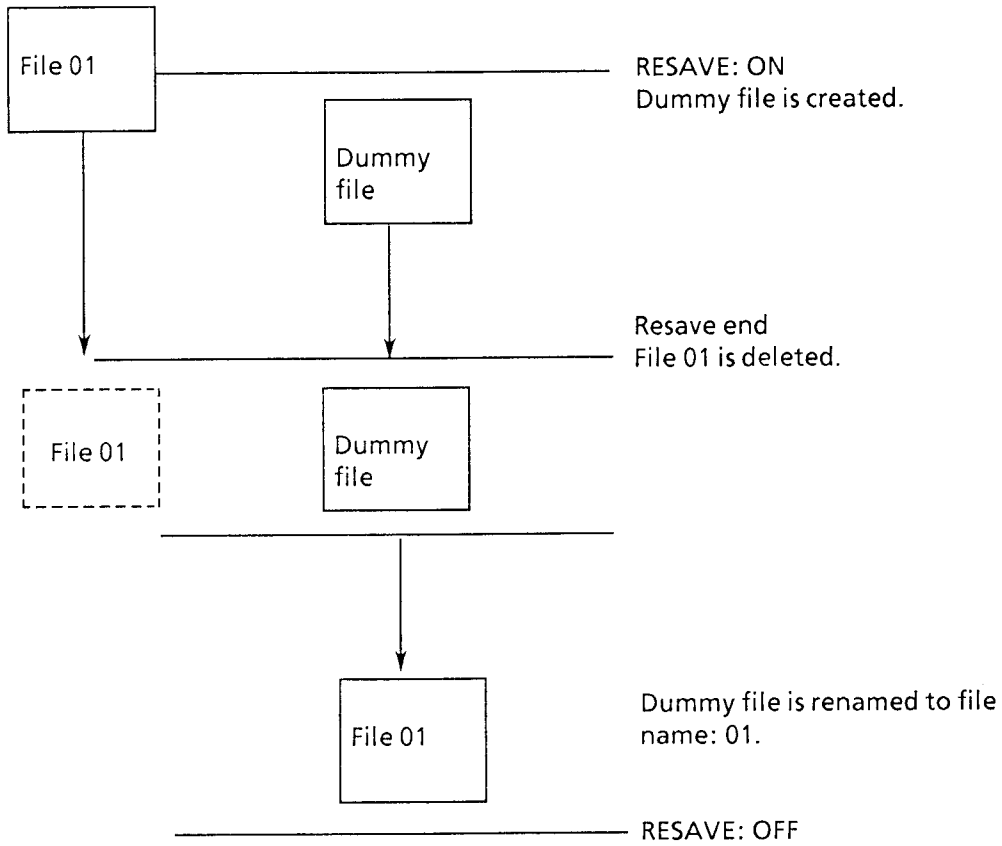 File 01
RESAVE: ON
Dummy file is created.
Dummy
file
Resave end
File 01 is deleted.
File 01
Dummy
file
File 01
Dummy file is renamed to file
name: 01.
RESAVE: OFF